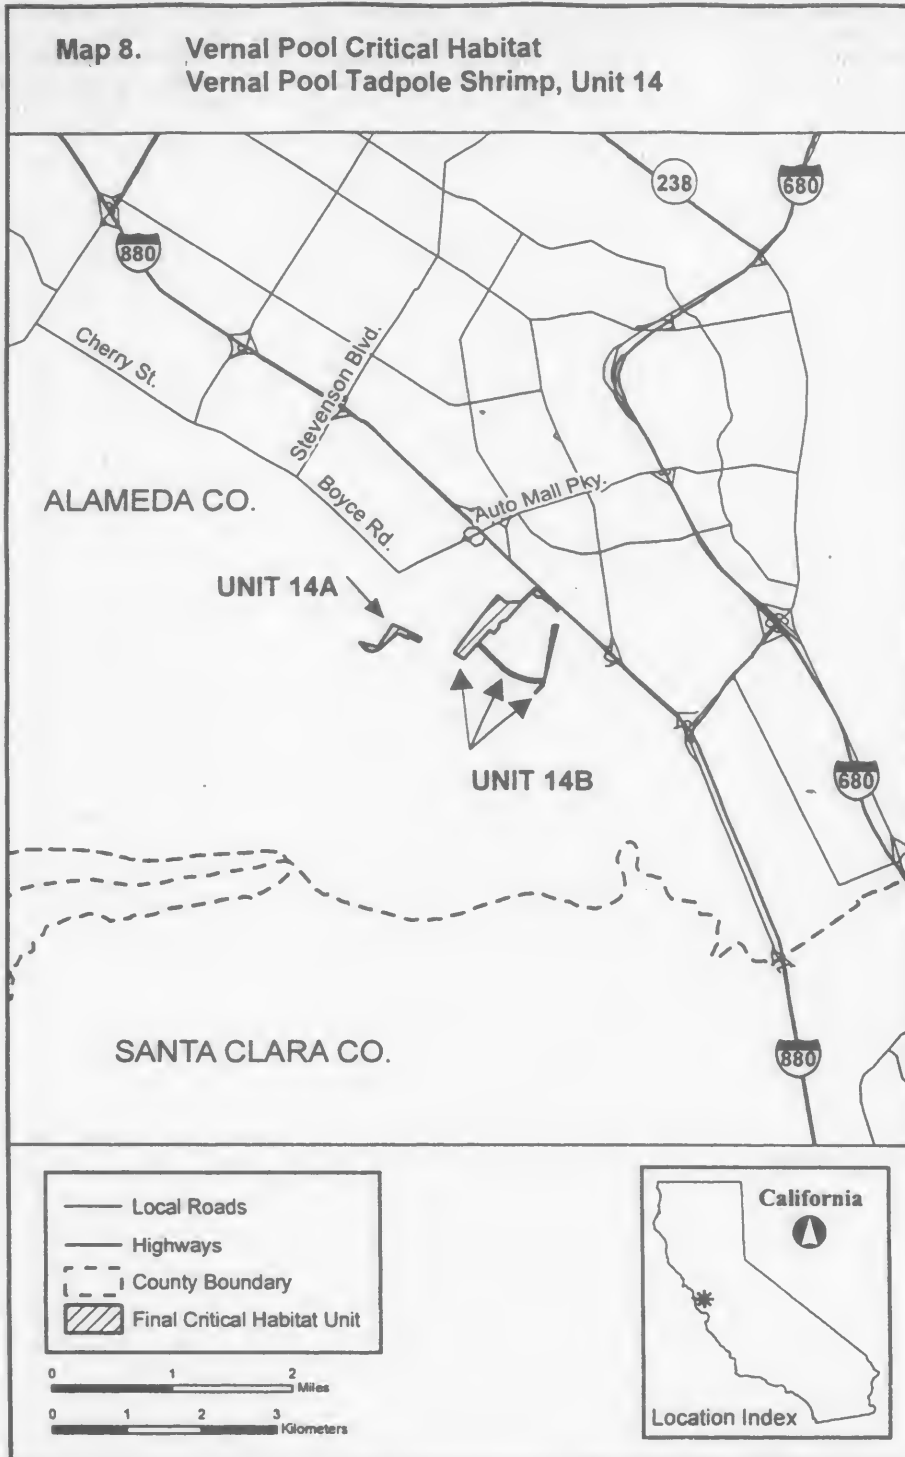 Map 8. Vernal Pool Critical Habitat
Vernal Pool Tadpole Shrimp, Unit 14
238
680
880
Cherry St.
Stevenson Blvd.
ALAMEDA CO.
Boyce Rd.
Auto Mall Pky.
UNIT 14A
UNIT 14B
680
SANTA CLARA CO.
880
Local Roads
Highways
County Boundary
Final Critical Habitat Unit
0 1 2
Miles
0 1 2 3
Kilometers
California
Location Index